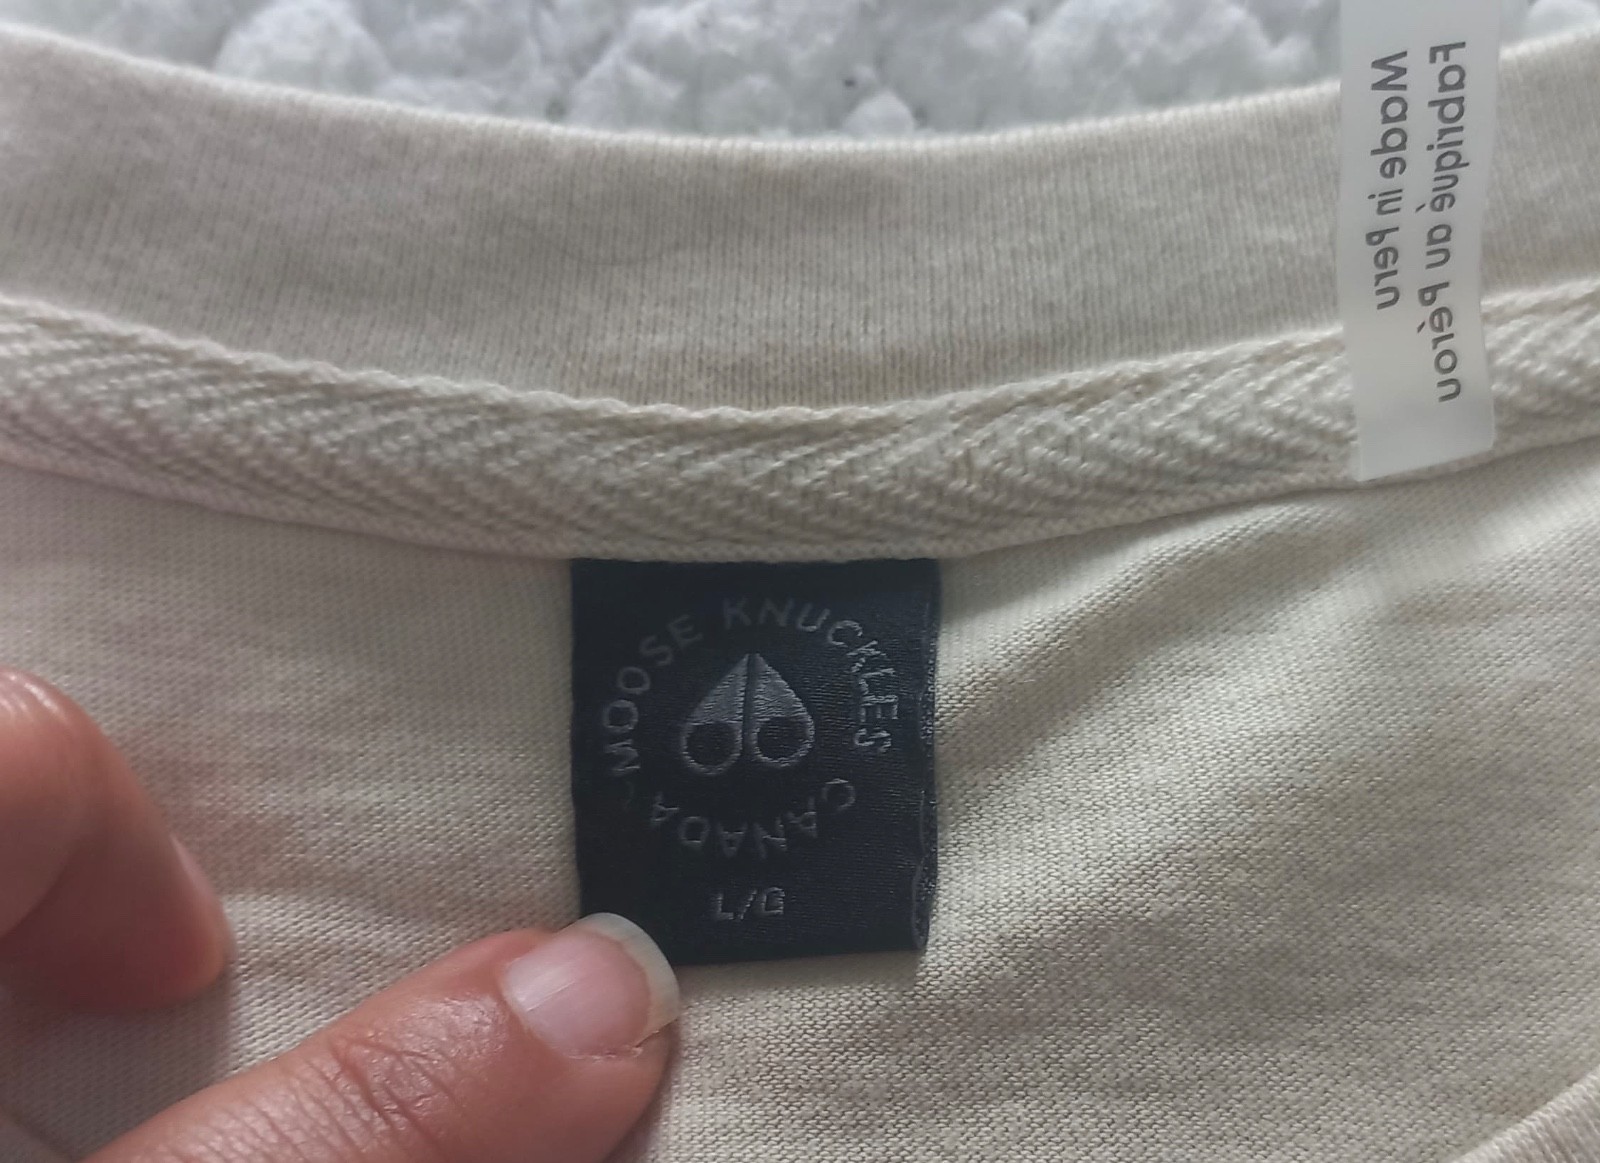 MOOSE KNUCKLES
CANADA
L/G
Made in Peru
Fabriqué au Pérou